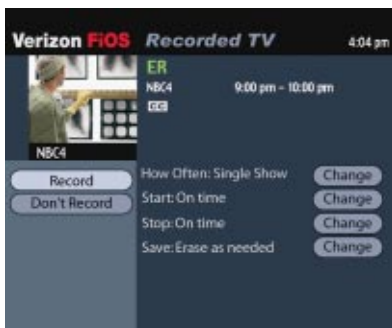 Verizon FiOS Recorded TV 4:04 pm
ER
NBC4 9:00 pm - 10:00 pm
CC
NBC4
Record
Don't Record
How Often: Single Show Change
Start: On time Change
Stop: On time Change
Save: Erase as needed Change